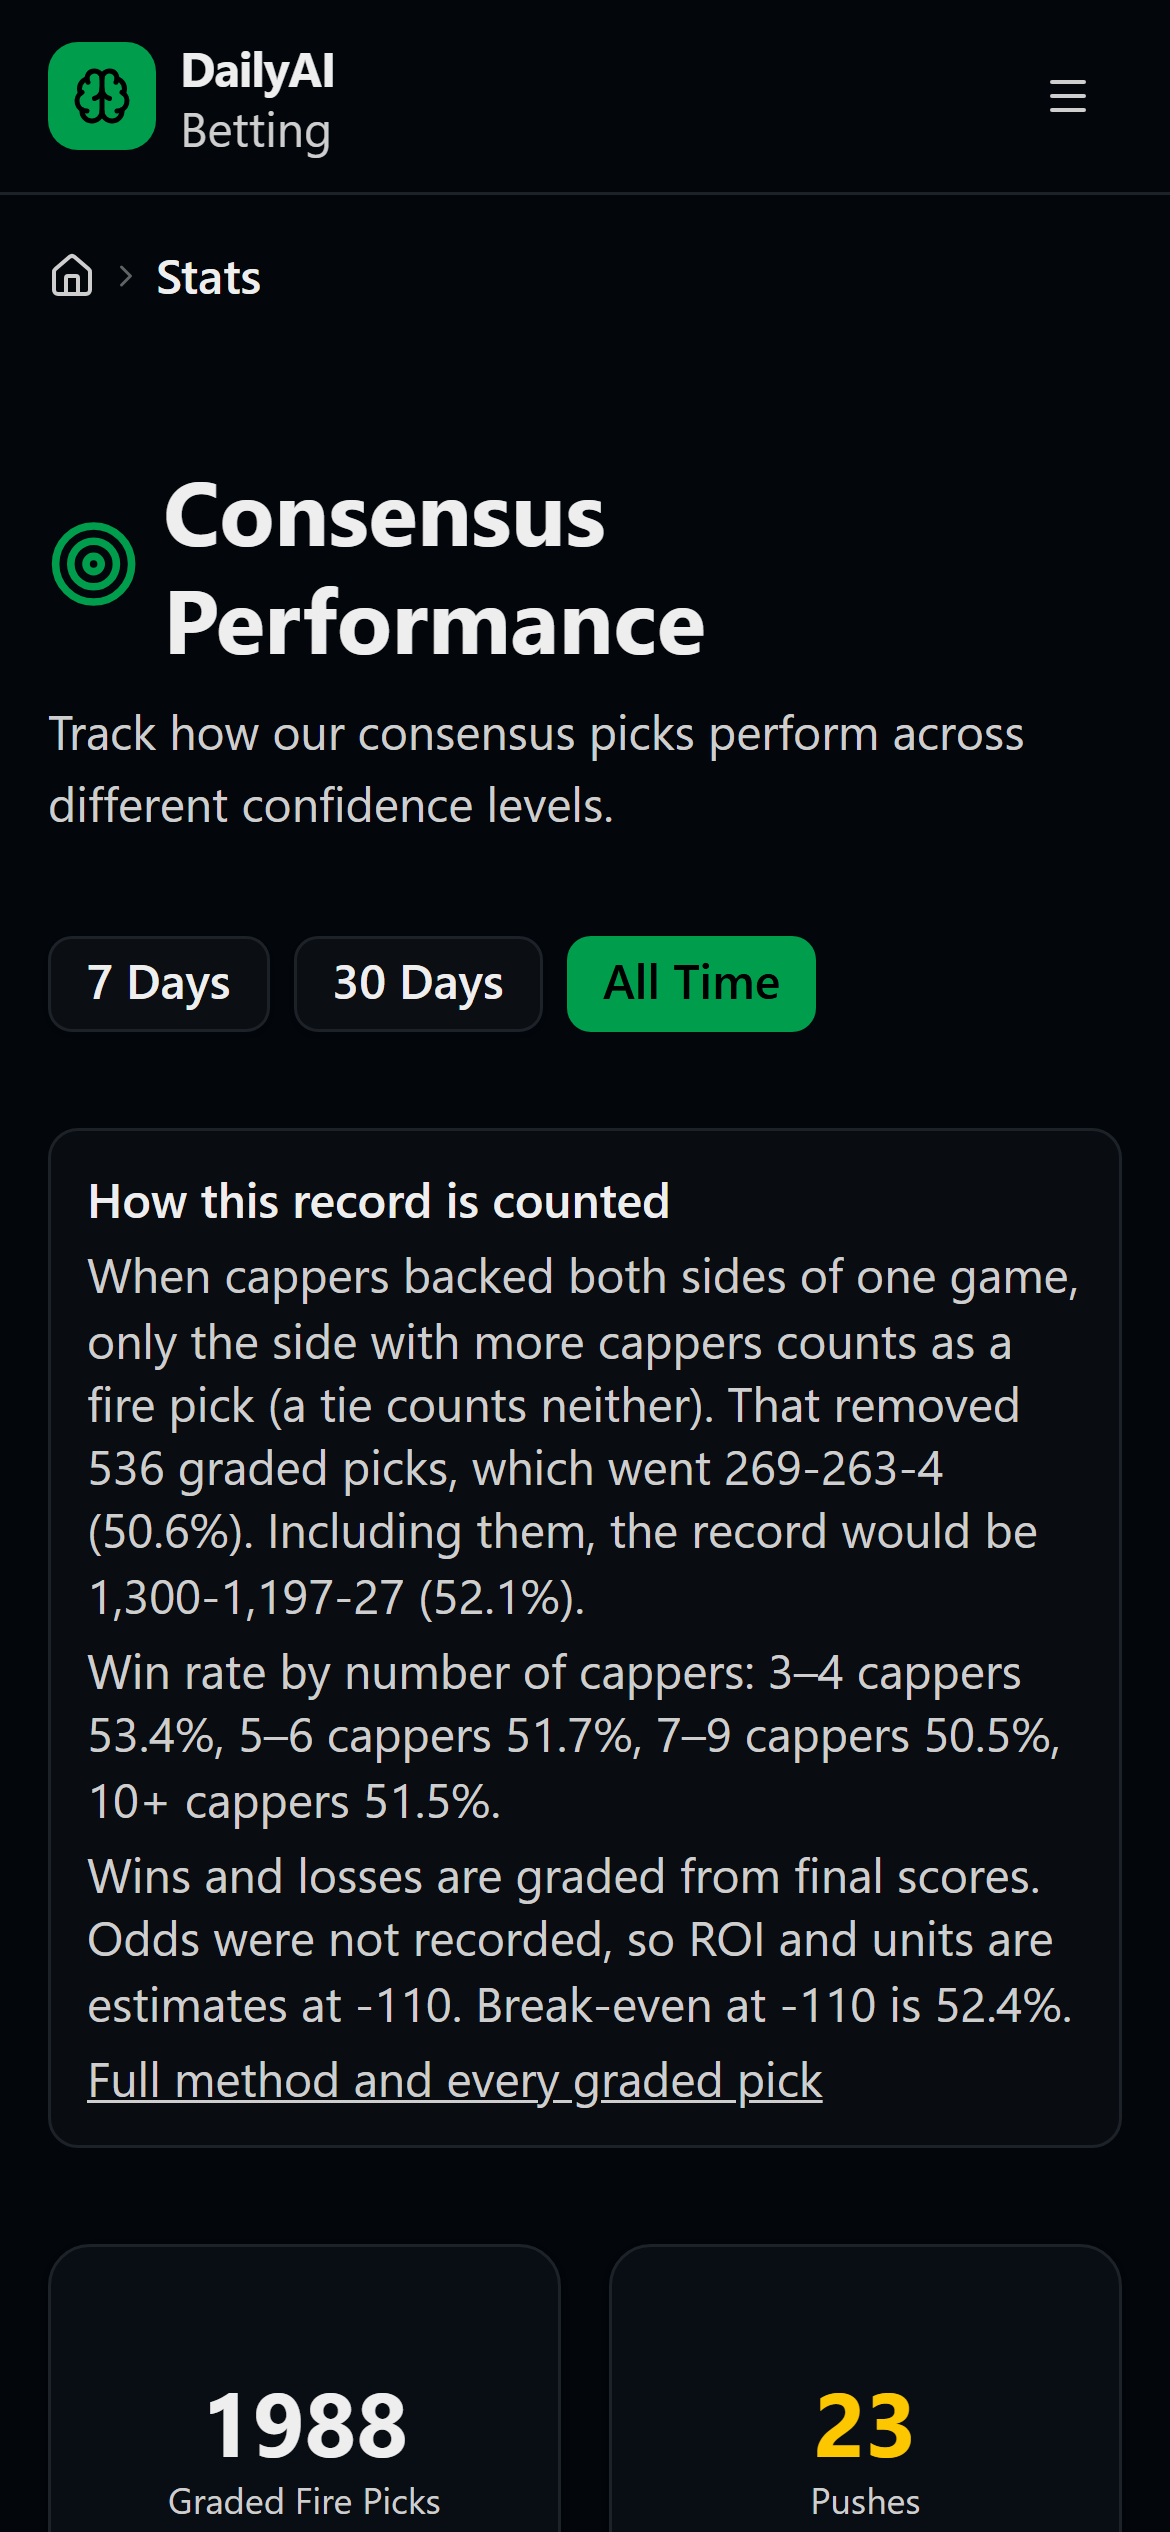 DailyAI
Betting
Stats
Consensus
Performance
Track how our consensus picks perform across
different confidence levels.
7 Days
30 Days
All Time
How this record is counted
When cappers backed both sides of one game,
only the side with more cappers counts as a
fire pick (a tie counts neither). That removed
536 graded picks, which went 269-263-4
(50.6%). Including them, the record would be
1,300-1,197-27 (52.1%).
Win rate by number of cappers: 3–4 cappers
53.4%, 5–6 cappers 51.7%, 7–9 cappers 50.5%,
10+ cappers 51.5%.
Wins and losses are graded from final scores.
Odds were not recorded, so ROI and units are
estimates at -110. Break-even at -110 is 52.4%.
Full method and every graded pick
1988
Graded Fire Picks
23
Pushes